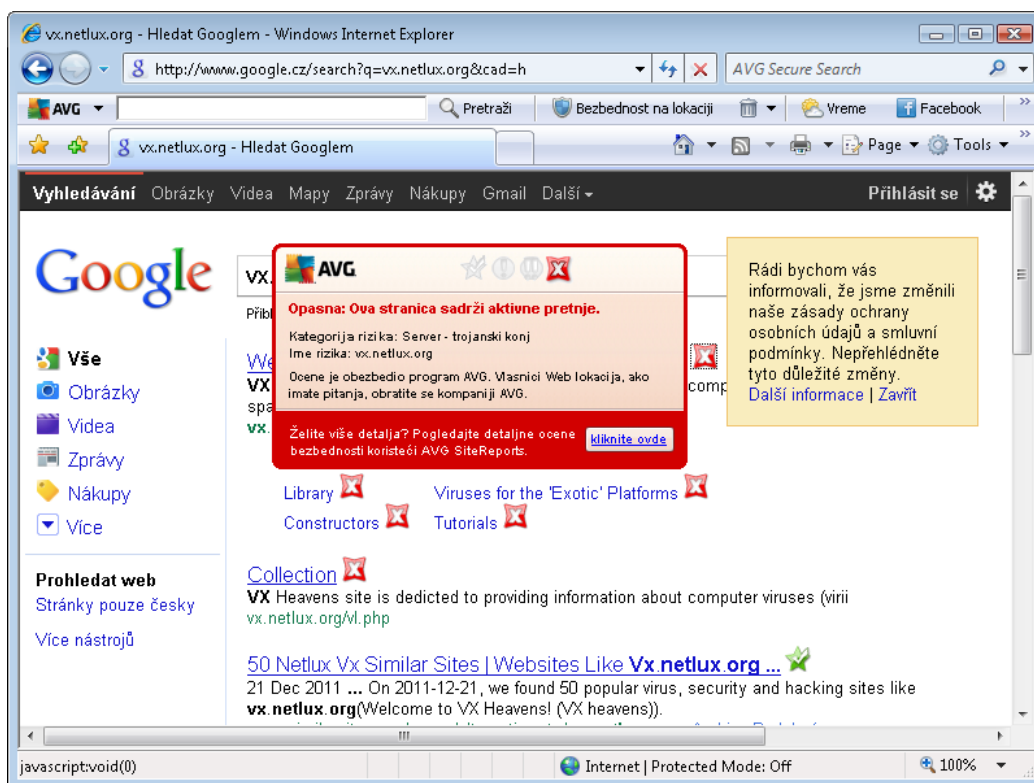 vx.netlux.org - Hledat Googlem - Windows Internet Explorer
http://www.google.cz/search?q=vx.netlux.org&cad=h
AVG Secure Search
AVG
Pretraži
Bezbednost na lokaciji
Vreme
Facebook
vx.netlux.org - Hledat Googlem
Page
Tools
Vyhledávání Obrázky Videa Mapy Zprávy Nákupy Gmail Další
Přihlásit se
Google
vx.
Přibl
AVG
Opasna: Ova stranica sadrži aktivne pretnje.
Kategorija rizika: Server - trojanski konj
Ime rizika: vx.netlux.org
Ocene je obezbedio program AVG. Vlasnici Web lokacija, ako
imate pitanja, obratite se kompaniji AVG.
Želite više detalja? Pogledajte detaljne ocene
bezbednosti koristeći AVG SiteReports.
kliknite ovde
Rádi bychom vás
informovali, že jsme změnili
naše zásady ochrany
osobních údajů a smluvní
podmínky. Nepřehlédněte
tyto důležité změny.
Další informace | Zavřít
Vše
Obrázky
Videa
Zprávy
Nákupy
Více
Prohledat web
Stránky pouze česky
Více nástrojů
We
VX
comp
spa
vx.
Library
Viruses for the 'Exotic' Platforms
Constructors
Tutorials
Collection
VX Heavens site is dedicted to providing information about computer viruses (virii
vx.netlux.org/vl.php
50 Netlux Vx Similar Sites | Websites Like Vx.netlux.org ...
21 Dec 2011 ... On 2011-12-21, we found 50 popular virus, security and hacking sites like
vx.netlux.org(Welcome to VX Heavens! (VX heavens)).
javascript:void(0)
Internet | Protected Mode: Off
100%